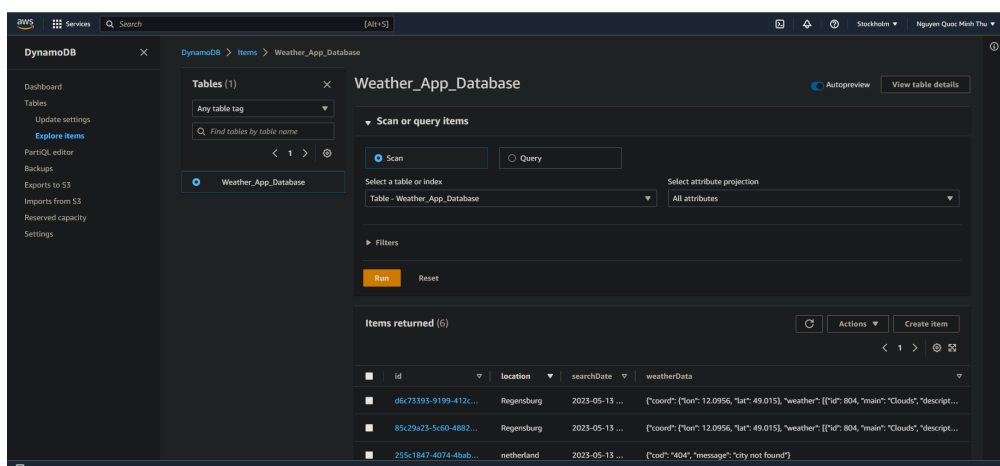 aws Services Search [Alt+S] Stockholm ▼ Nguyen Quoc Minh Thu ▼
DynamoDB
Dashboard
Tables
Update settings
Explore items
PartiQL editor
Backups
Exports to S3
Imports from S3
Reserved capacity
Settings
DynamoDB > Items > Weather_App_Database
Tables (1)
Any table tag
Find tables by table name
< 1 >
Weather_App_Database
Weather_App_Database
Autopreview View table details
Scan or query items
Scan Query
Select a table or index Select attribute projection
Table - Weather_App_Database All attributes
Filters
Run Reset
Items returned (6)
Actions Create item
< 1 >
id location searchDate weatherData
d6c73393-9199-412c... Regensburg 2023-05-13 ... {"coord": {"lon": 12.0956, "lat": 49.015}, "weather": [{"id": 804, "main": "Clouds", "descript...
85c29a23-5c60-4882... Regensburg 2023-05-13 ... {"coord": {"lon": 12.0956, "lat": 49.015}, "weather": [{"id": 804, "main": "Clouds", "descript...
255c1847-4074-4bab... netherland 2023-05-13 ... {"cod": "404", "message": "city not found"}